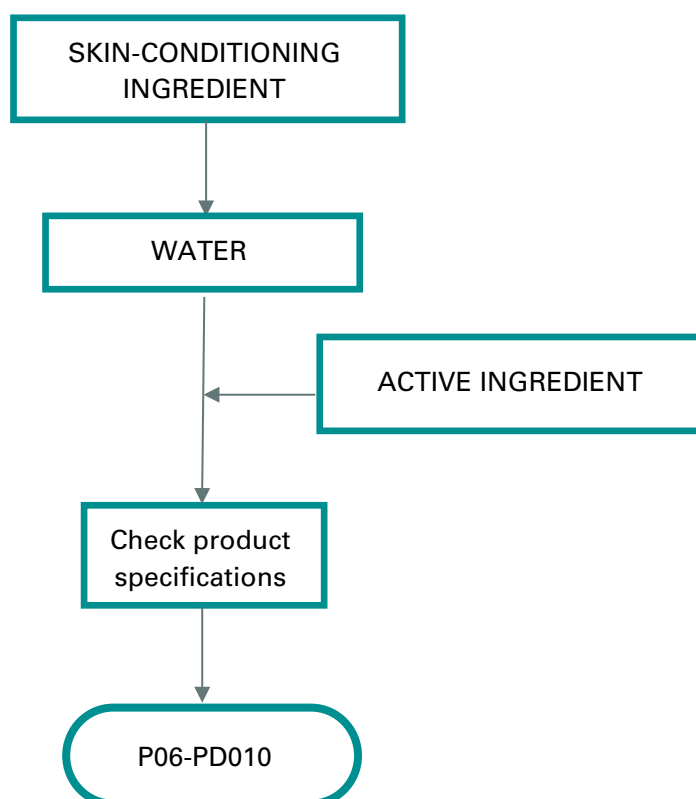 SKIN-CONDITIONING
INGREDIENT
WATER
ACTIVE INGREDIENT
Check product
specifications
P06-PD010